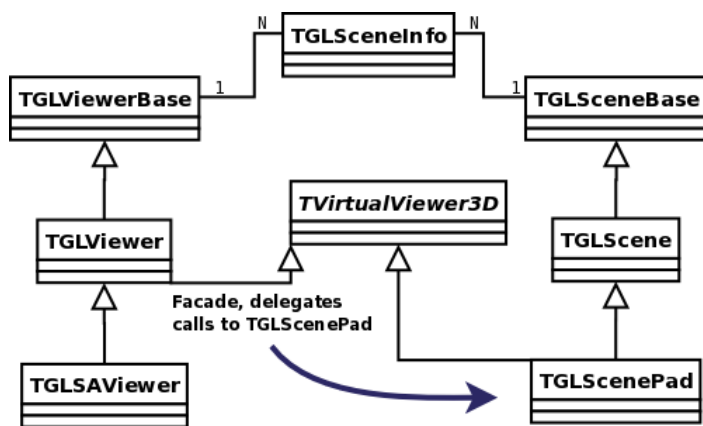 N
TGLSceneInfo
N
TGLViewerBase
1
1
TGLSceneBase
TVirtualViewer3D
TGLViewer
TGLScene
Facade, delegates
calls to TGLScenePad
TGLSAViewer
TGLScenePad